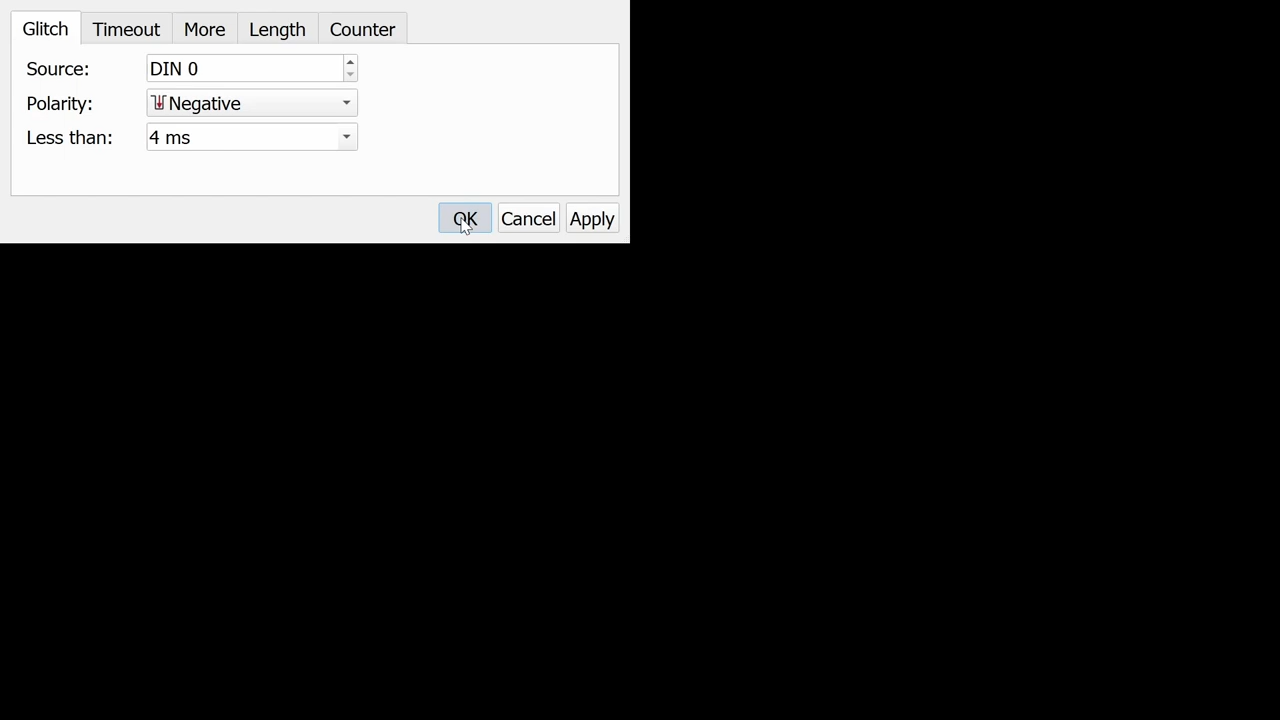 Glitch Timeout More Length Counter
Source: DIN 0
Polarity: Negative
Less than: 4 ms
OK Cancel Apply